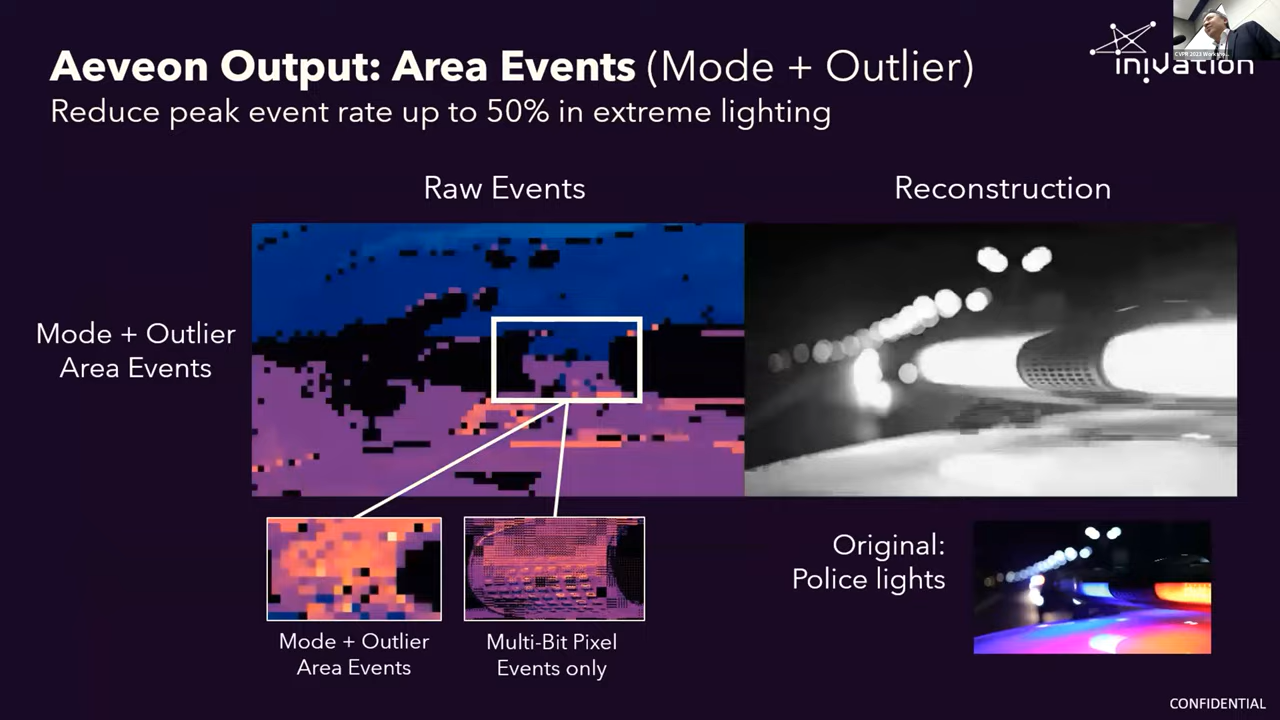 Aeveon Output: Area Events (Mode + Outlier)
Reduce peak event rate up to 50% in extreme lighting
inivation
Raw Events
Reconstruction
Mode + Outlier
Area Events
Original:
Police lights
Mode + Outlier
Area Events
Multi-Bit Pixel
Events only
CONFIDENTIAL